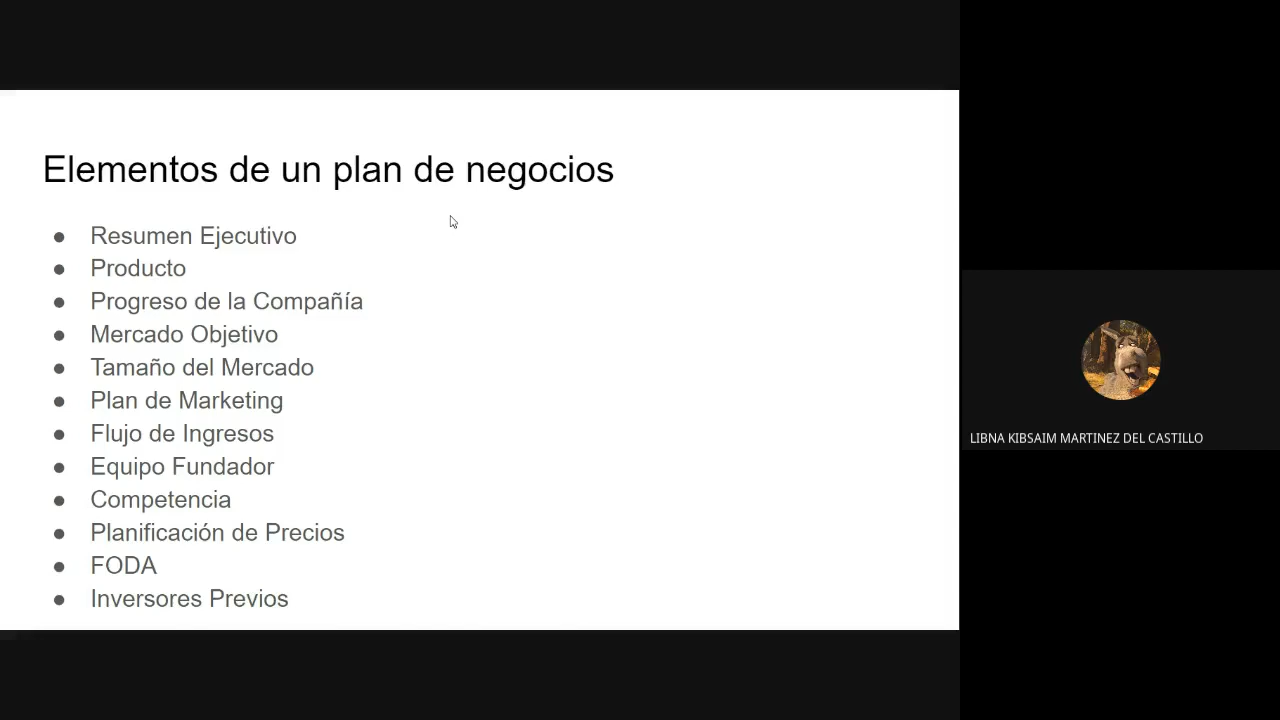 Elementos de un plan de negocios
● Resumen Ejecutivo
● Producto
● Progreso de la Compañía
● Mercado Objetivo
● Tamaño del Mercado
● Plan de Marketing
● Flujo de Ingresos
● Equipo Fundador
● Competencia
● Planificación de Precios
● FODA
● Inversores Previos
LIBNA KIBSAIM MARTINEZ DEL CASTILLO